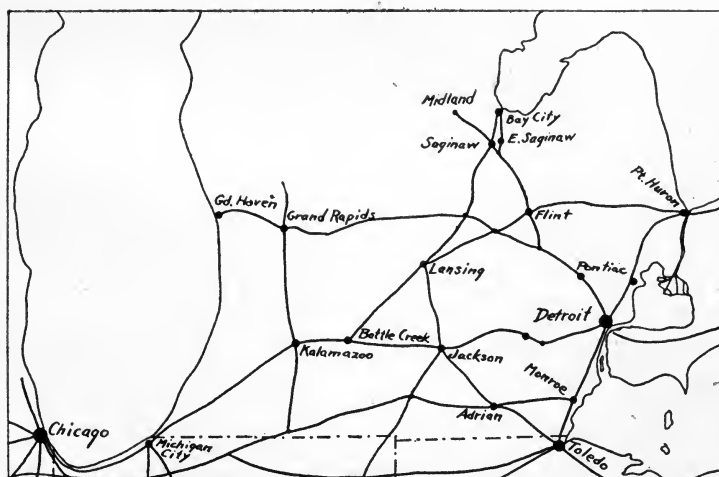 Midland
Bay City
E. Saginaw
Saginaw
Pt. Huron
Gd. Haven
Grand Rapids
Flint
Lansing
Pontiac
Detroit
Battle Creek
Kalamazoo
Jackson
Monroe
Adrian
Chicago
Michigan
City
Toledo